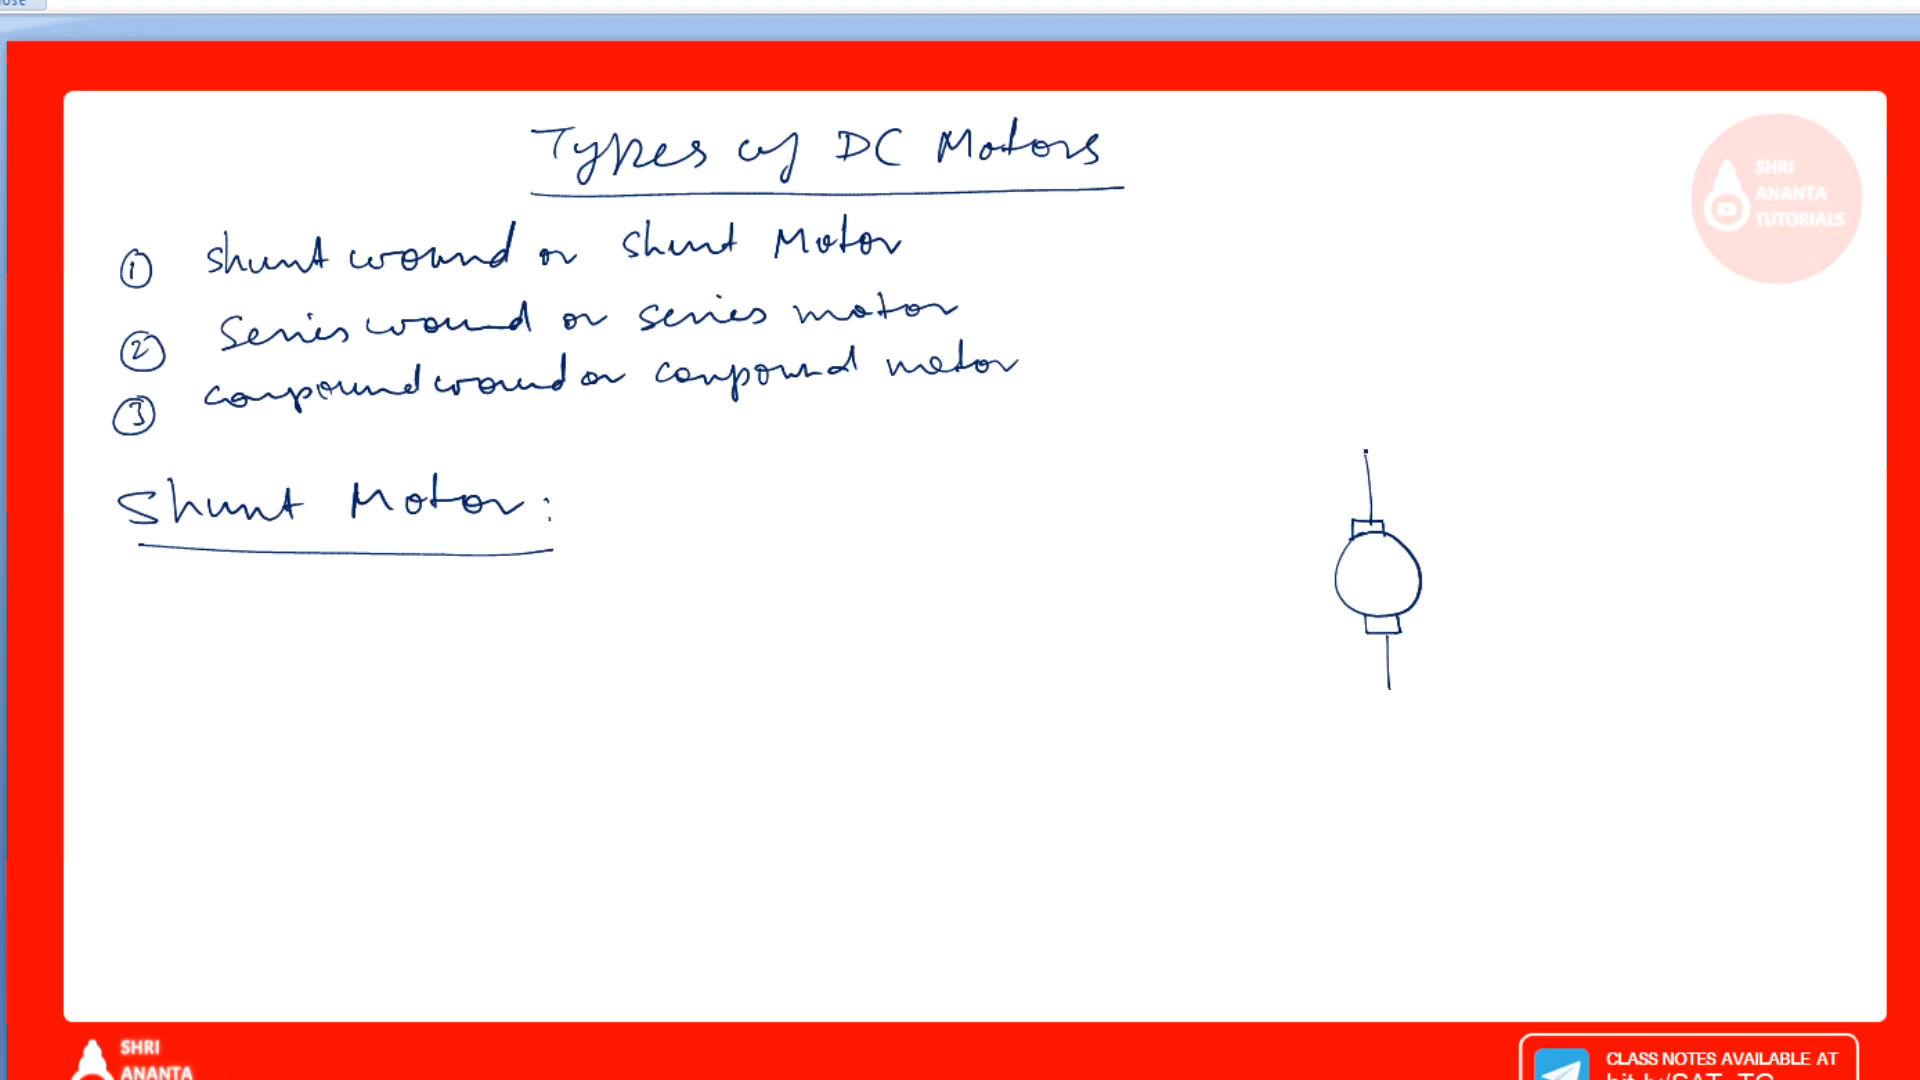 Types of DC Motors
SHRI
ANANTA
TUTORIALS
① Shunt wound or Shunt Motor
② Series wound or series motor
③ compound wound or compound motor
Shunt Motor:
SHRI
ANANTA
CLASS NOTES AVAILABLE AT